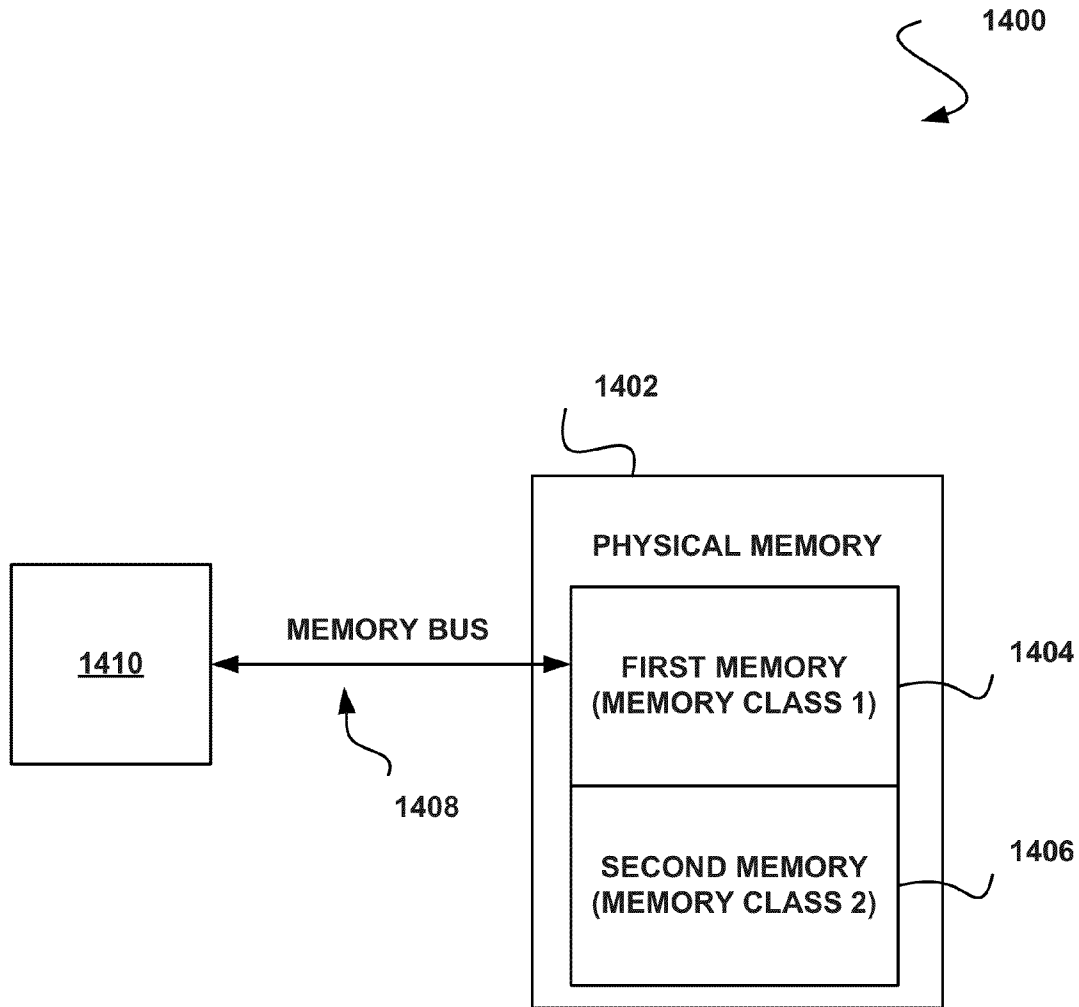 1400
1402
PHYSICAL MEMORY
MEMORY BUS
1410
FIRST MEMORY
(MEMORY CLASS 1)
1404
1408
SECOND MEMORY
(MEMORY CLASS 2)
1406